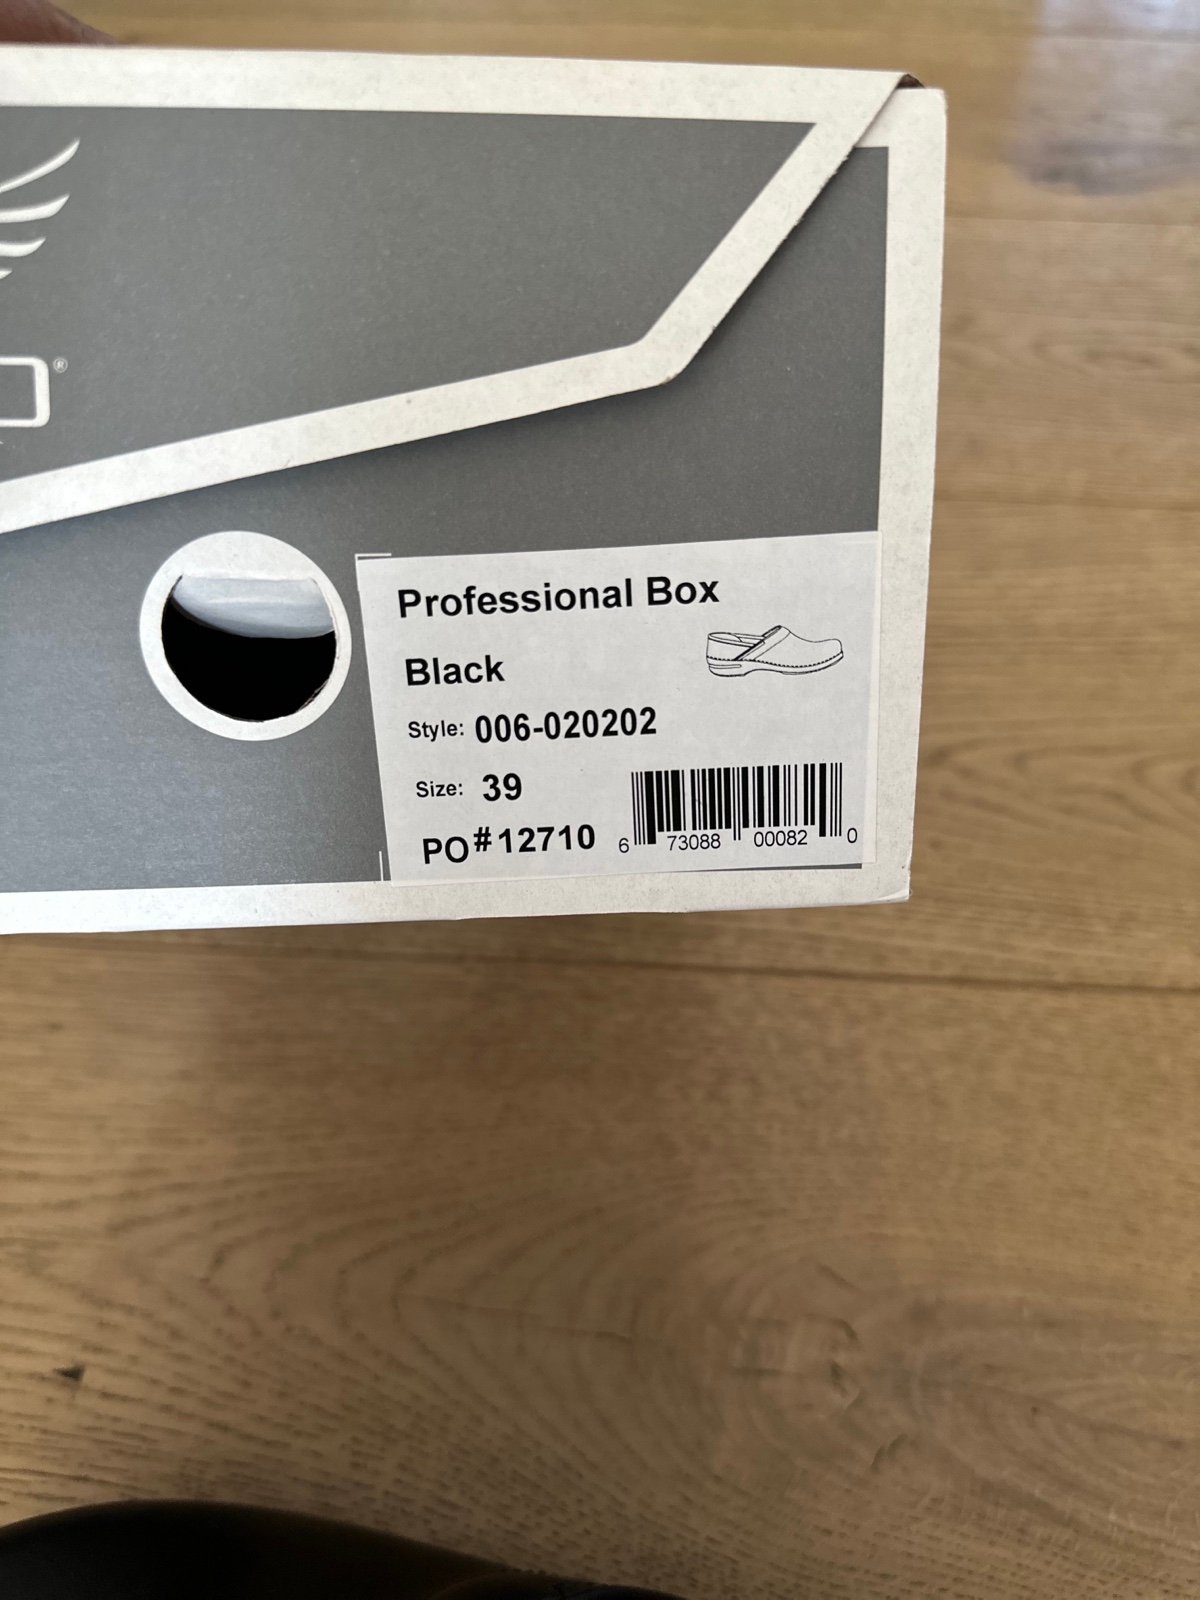 ®
Professional Box
Black
Style: 006-020202
Size: 39
PO#12710
6 73088 00082 0